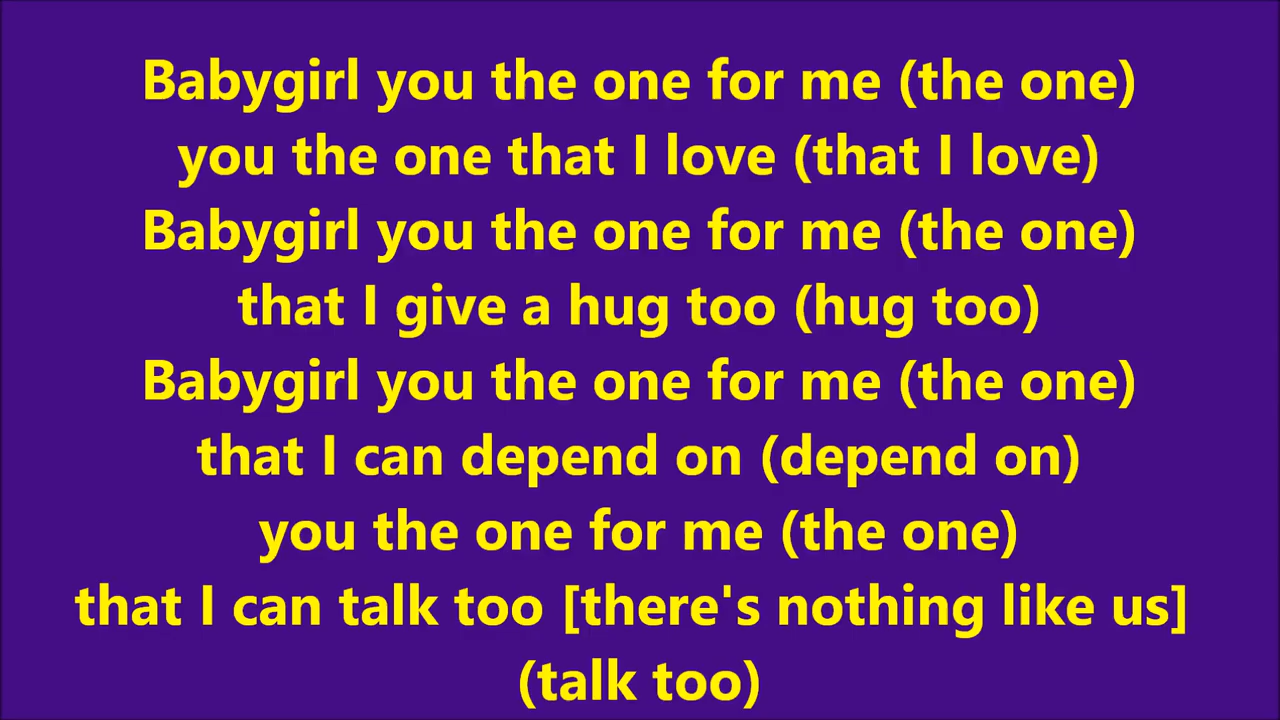 Babygirl you the one for me (the one)
you the one that I love (that I love)
Babygirl you the one for me (the one)
that I give a hug too (hug too)
Babygirl you the one for me (the one)
that I can depend on (depend on)
you the one for me (the one)
that I can talk too [there's nothing like us]
(talk too)